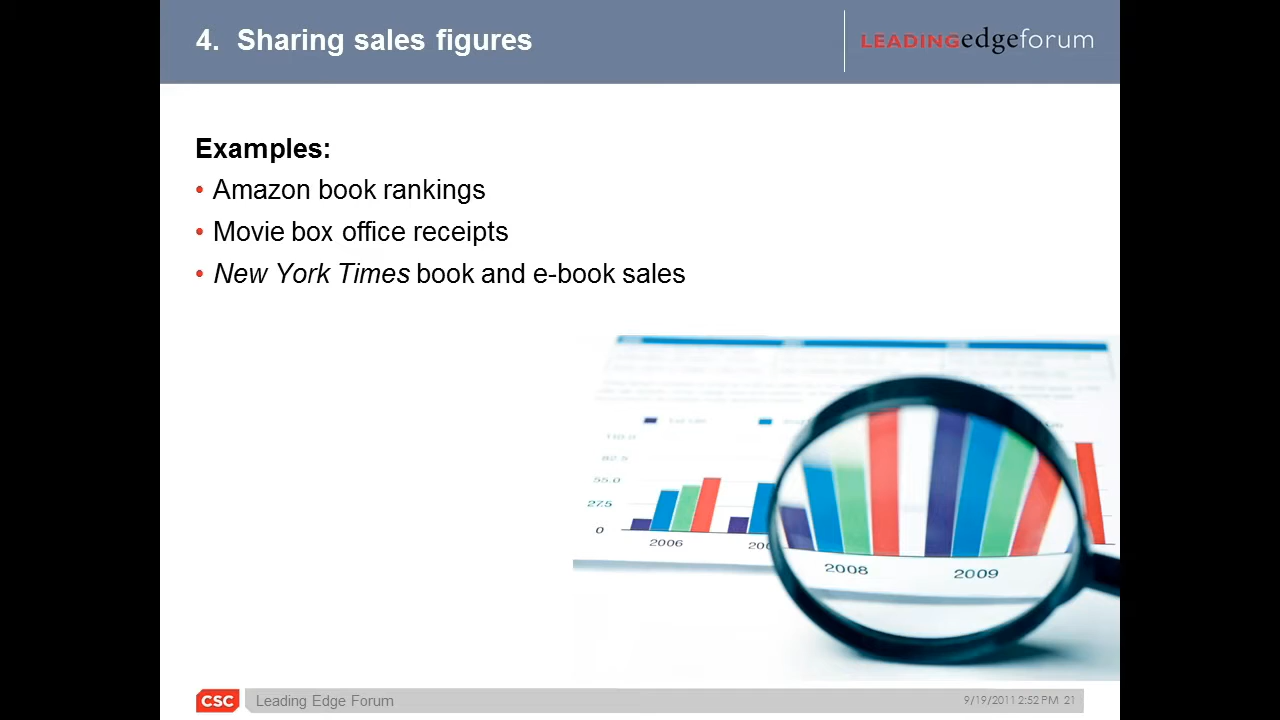 4. Sharing sales figures
LEADINGedgeforum
Examples:
• Amazon book rankings
• Movie box office receipts
• New York Times book and e-book sales
110.0
82.5
55.0
27.5
0
2006
2008
2009
CSC
Leading Edge Forum
9/19/2011 2:52 PM 21